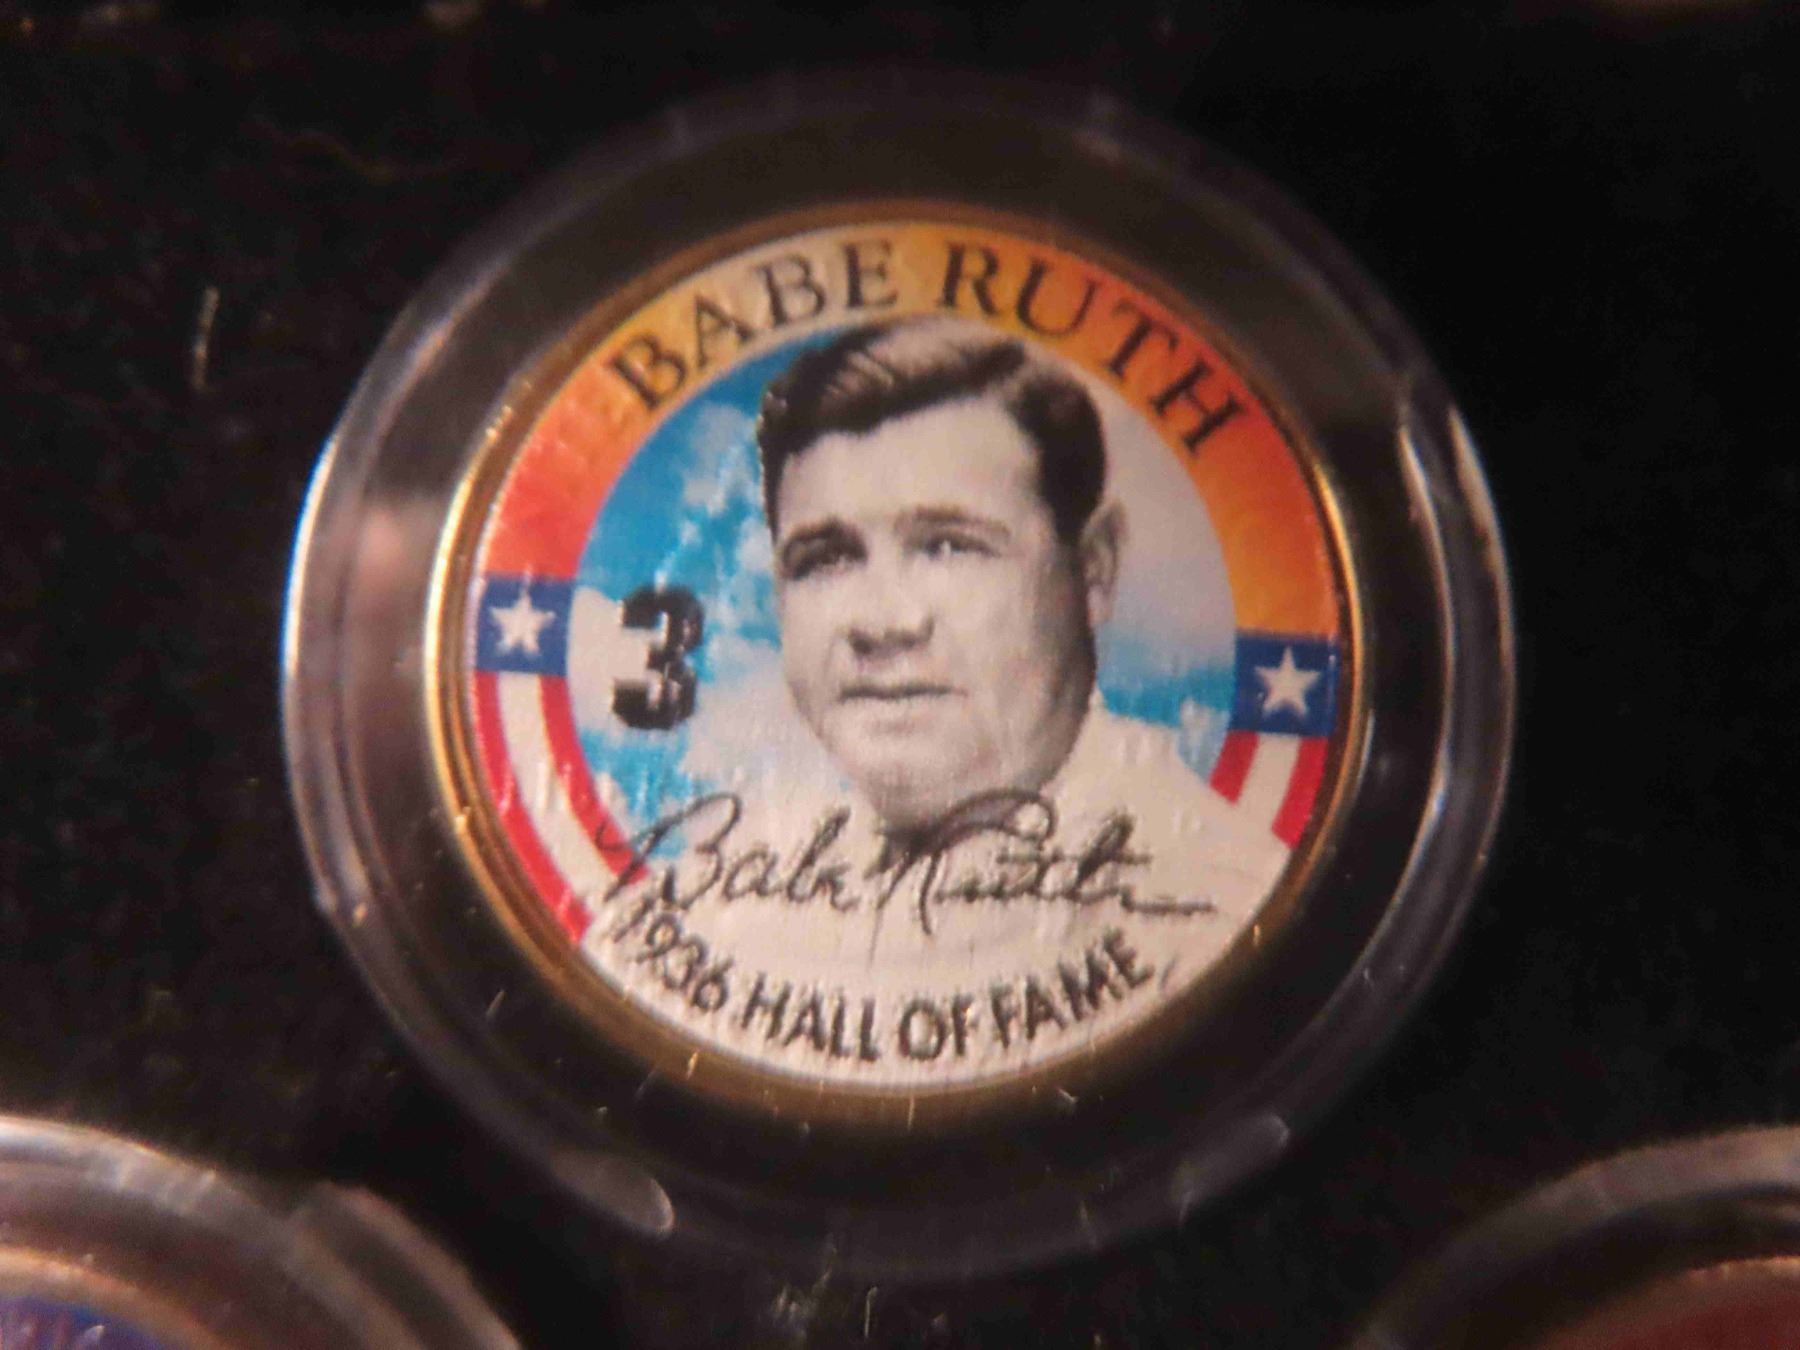 BABE RUTH
3
Babe Ruth
1936 HALL OF FAME